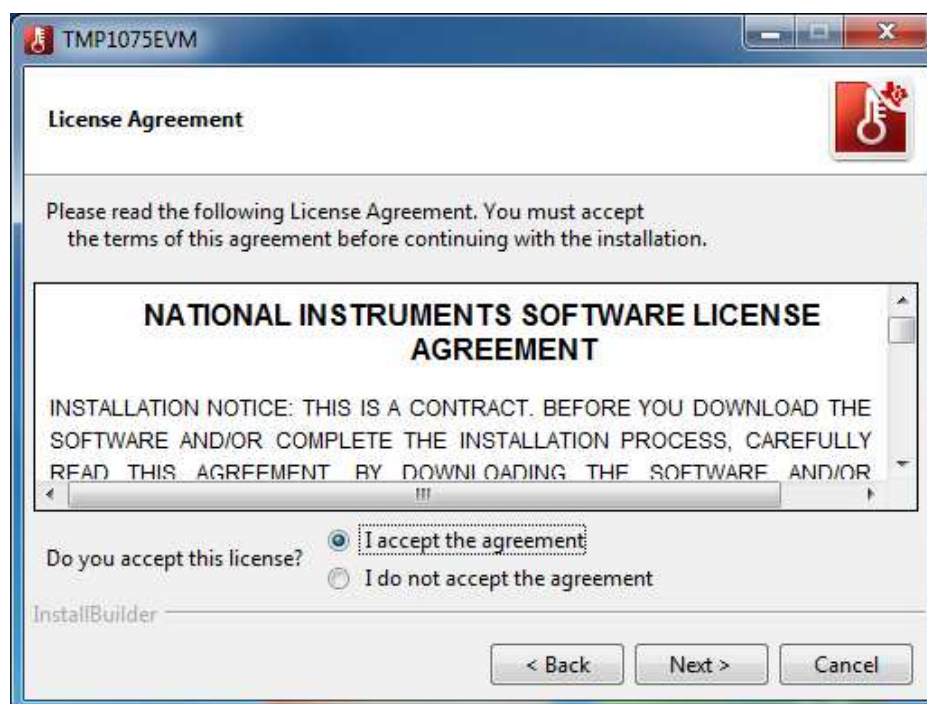 TMP1075EVM
License Agreement
Please read the following License Agreement. You must accept
the terms of this agreement before continuing with the installation.
NATIONAL INSTRUMENTS SOFTWARE LICENSE
AGREEMENT
INSTALLATION NOTICE: THIS IS A CONTRACT. BEFORE YOU DOWNLOAD THE
SOFTWARE AND/OR COMPLETE THE INSTALLATION PROCESS, CAREFULLY
READ THIS AGREEMENT. BY DOWNLOADING THE SOFTWARE AND/OR
Do you accept this license?
I accept the agreement
I do not accept the agreement
InstallBuilder
< Back
Next >
Cancel